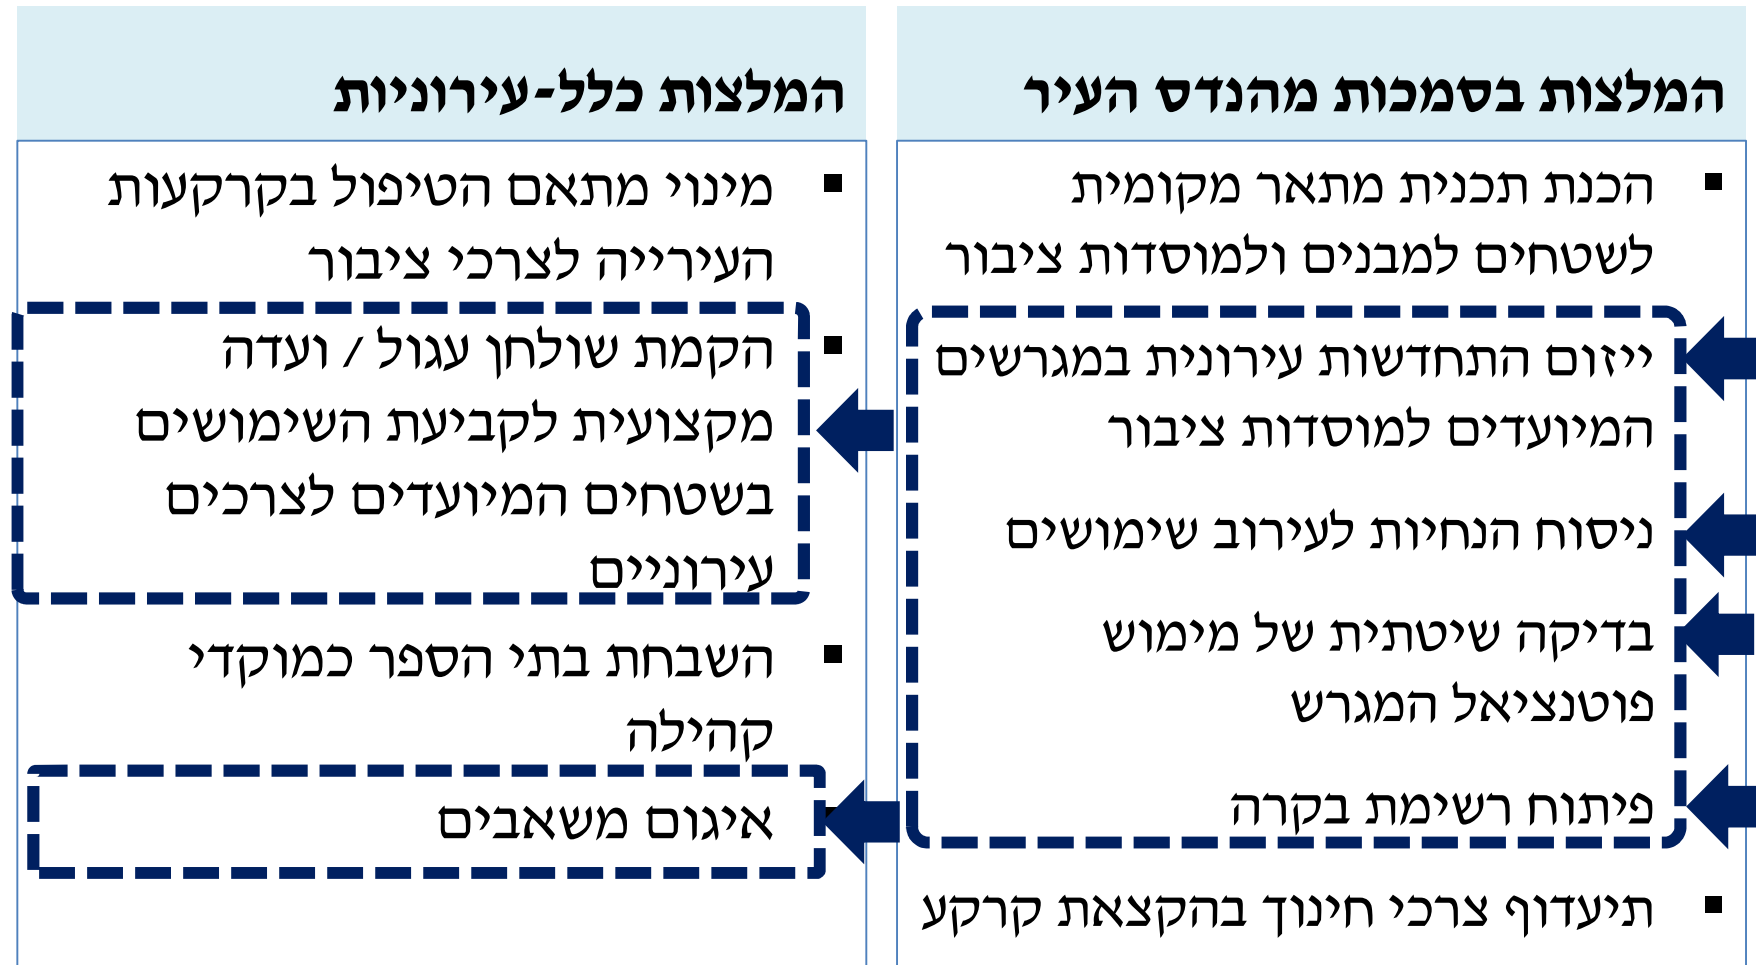 המלצות בסמכות מהנדס העיר
הכנת תכנית מתאר מקומית
לשטחים למבנים ולמוסדות ציבור
ייזום התחדשות עירונית במגרשים
המיועדים למוסדות ציבור
ניסוח הנחיות לעירוב שימושים
בדיקה שיטתית של מימוש
פוטנציאל המגרש
פיתוח רשימת בקרה
תיעדוף צרכי חינוך בהקצאת קרקע
המלצות כלל-עירוניות
מינוי מתאם הטיפול בקרקעות
העירייה לצרכי ציבור
הקמת שולחן עגול / ועדה
מקצועית לקביעת השימושים
בשטחים המיועדים לצרכים
עירוניים
השבחת בתי הספר כמוקדי
קהילה
איגום משאבים